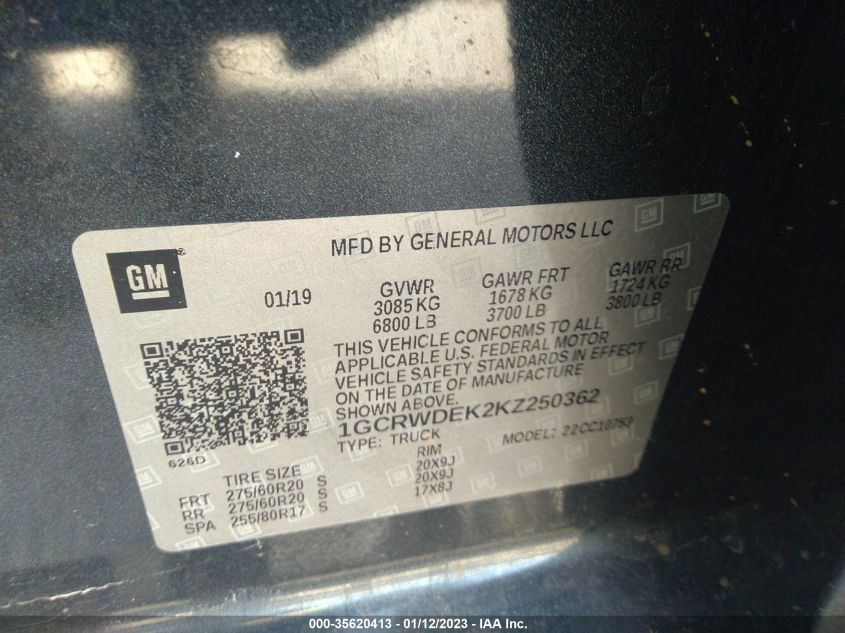 MFD BY GENERAL MOTORS LLC
GM
01/19
GVWR
3085 KG
6800 LB
GAWR FRT
1678 KG
3700 LB
GAWR RR
1724 KG
3800 LB
THIS VEHICLE CONFORMS TO ALL
APPLICABLE U.S. FEDERAL MOTOR
VEHICLE SAFETY STANDARDS IN EFFECT
ON THE DATE OF MANUFACTURE
SHOWN ABOVE.
1GCRWDEK2KZ250362
TYPE: TRUCK
MODEL: 22CC10753
626D
TIRE SIZE
RIM
FRT 275/60R20 S 20X9J
RR 275/60R20 S 20X9J
SPA 255/80R17 S 17X8J
000-35620413 - 01/12/2023 - IAA Inc.